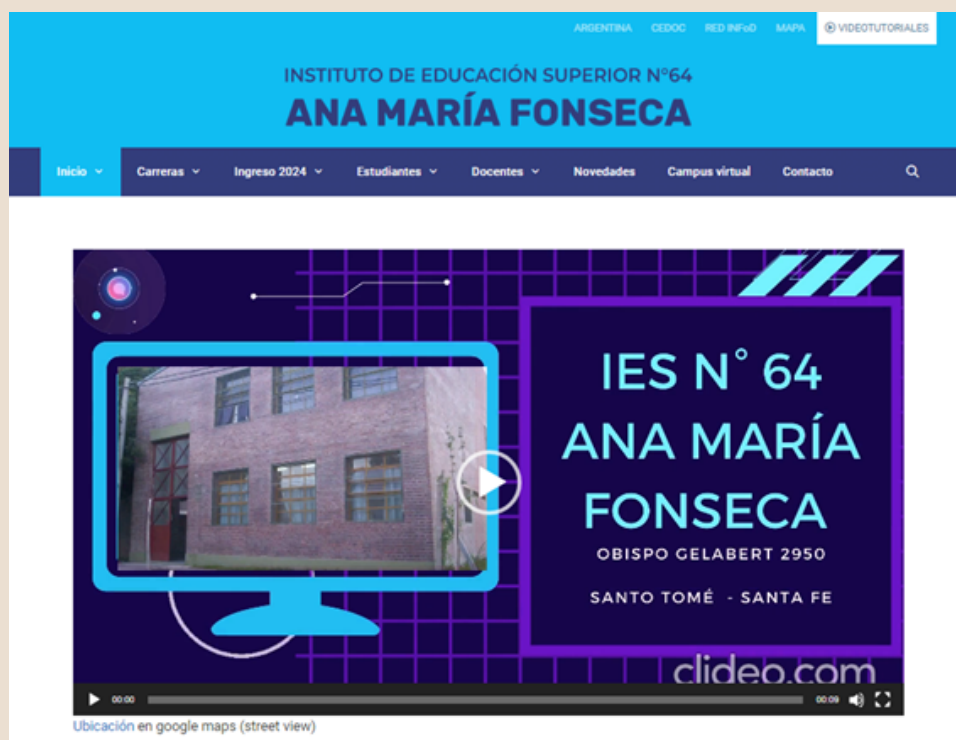 ARGENTINA CEDOC RED INFoD MAPA VIDEOTUTORIALES
INSTITUTO DE EDUCACIÓN SUPERIOR N°64
ANA MARÍA FONSECA
Inicio Carreras Ingreso 2024 Estudiantes Docentes Novedades Campus virtual Contacto
IES N° 64
ANA MARÍA
FONSECA
OBISPO GELABERT 2950
SANTO TOMÉ - SANTA FE
clideo.com
00:00 00:09
Ubicación en google maps (street view)